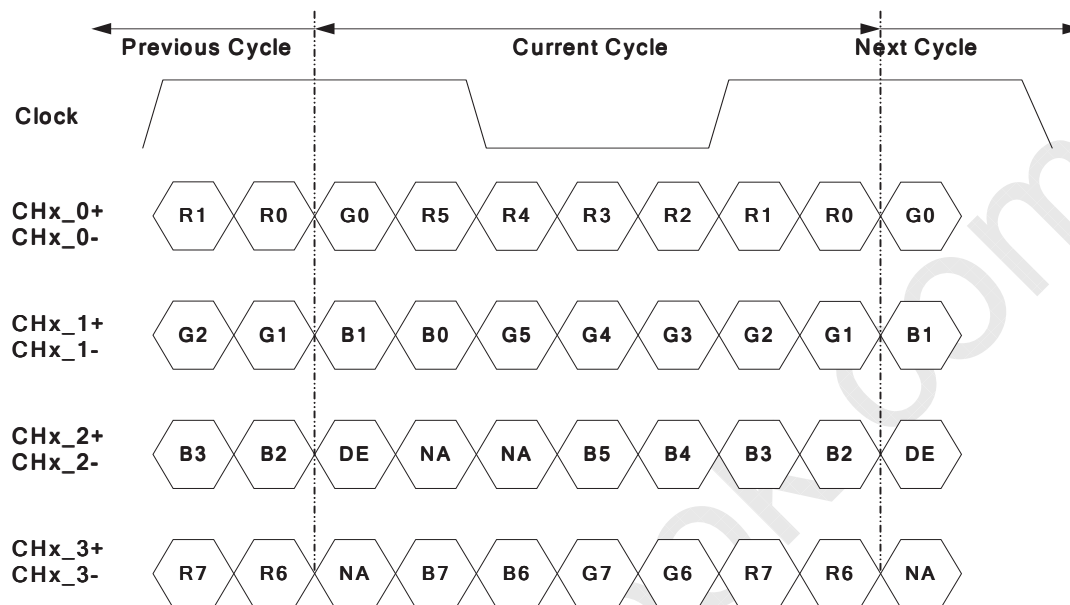 Previous Cycle Current Cycle Next Cycle
Clock
CHx_0+
CHx_0-
R1 R0 G0 R5 R4 R3 R2 R1 R0 G0
CHx_1+
CHx_1-
G2 G1 B1 B0 G5 G4 G3 G2 G1 B1
CHx_2+
CHx_2-
B3 B2 DE NA NA B5 B4 B3 B2 DE
CHx_3+
CHx_3-
R7 R6 NA B7 B6 G7 G6 R7 R6 NA